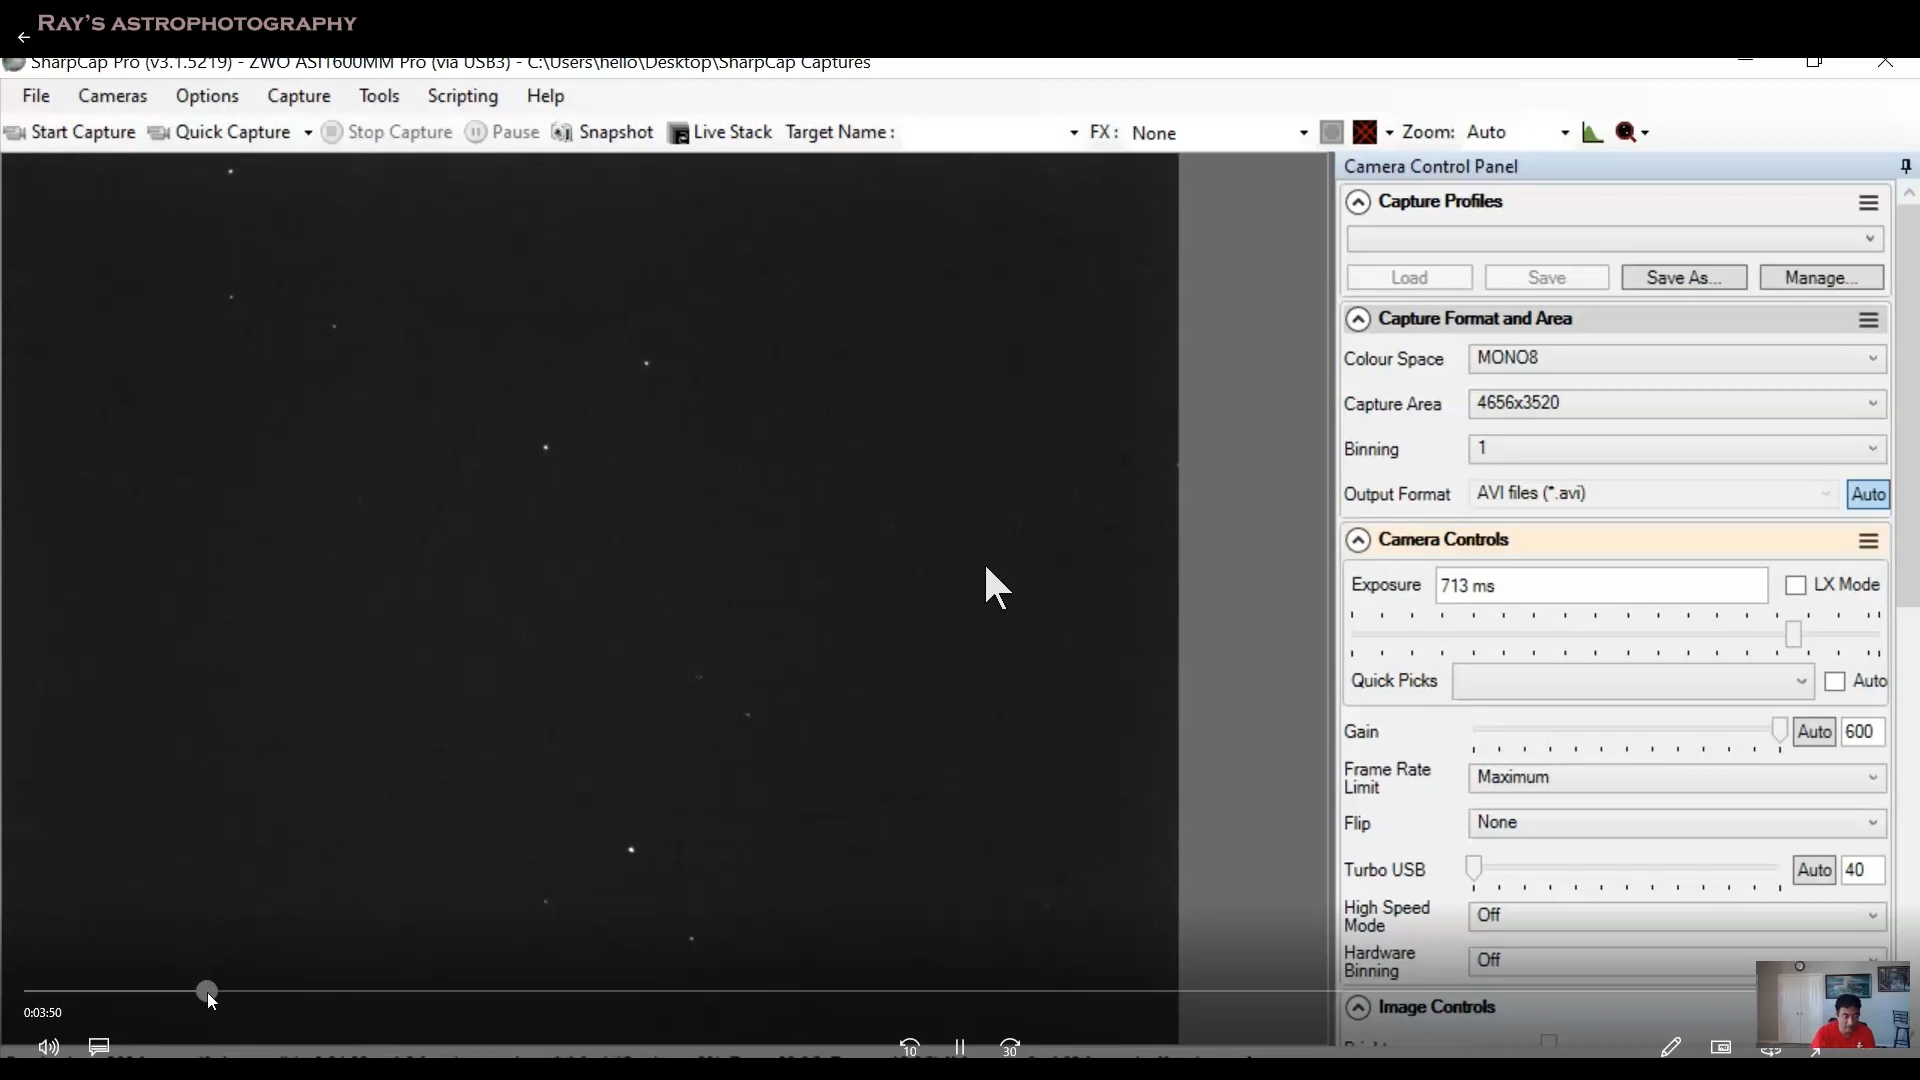 RAY'S ASTROPHOTOGRAPHY
SharpCap Pro (v3.1.5219) - ZWO ASI1600MM Pro (via USB3) - C:\Users\hello\Desktop\SharpCap Captures
File Cameras Options Capture Tools Scripting Help
Start Capture Quick Capture Stop Capture Pause Snapshot Live Stack Target Name : FX : None Zoom: Auto
Camera Control Panel
Capture Profiles
Load Save Save As... Manage...
Capture Format and Area
Colour Space MONO8
Capture Area 4656x3520
Binning 1
Output Format AVI files (*.avi) Auto
Camera Controls
Exposure 713 ms LX Mode
Quick Picks Auto
Gain Auto 600
Frame Rate Limit Maximum
Flip None
Turbo USB Auto 40
High Speed Mode Off
Hardware Binning Off
Image Controls
0:03:50
10 30